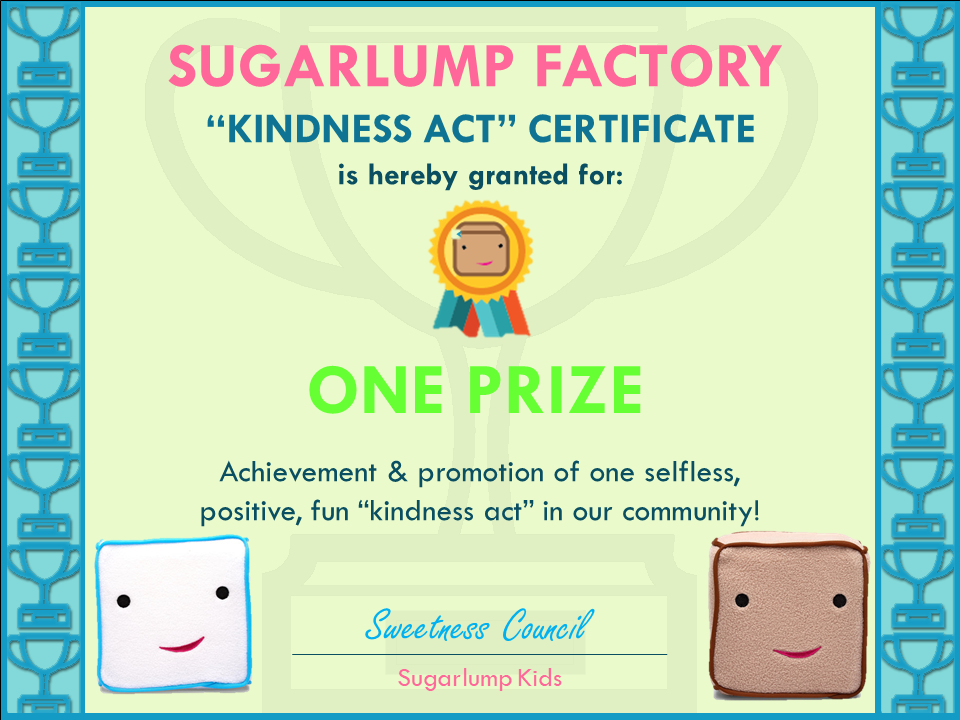 SUGARLUMP FACTORY
“KINDNESS ACT” CERTIFICATE
is hereby granted for:
ONE PRIZE
Achievement & promotion of one selfless,
positive, fun “kindness act” in our community!
Sweetness Council
Sugarlump Kids